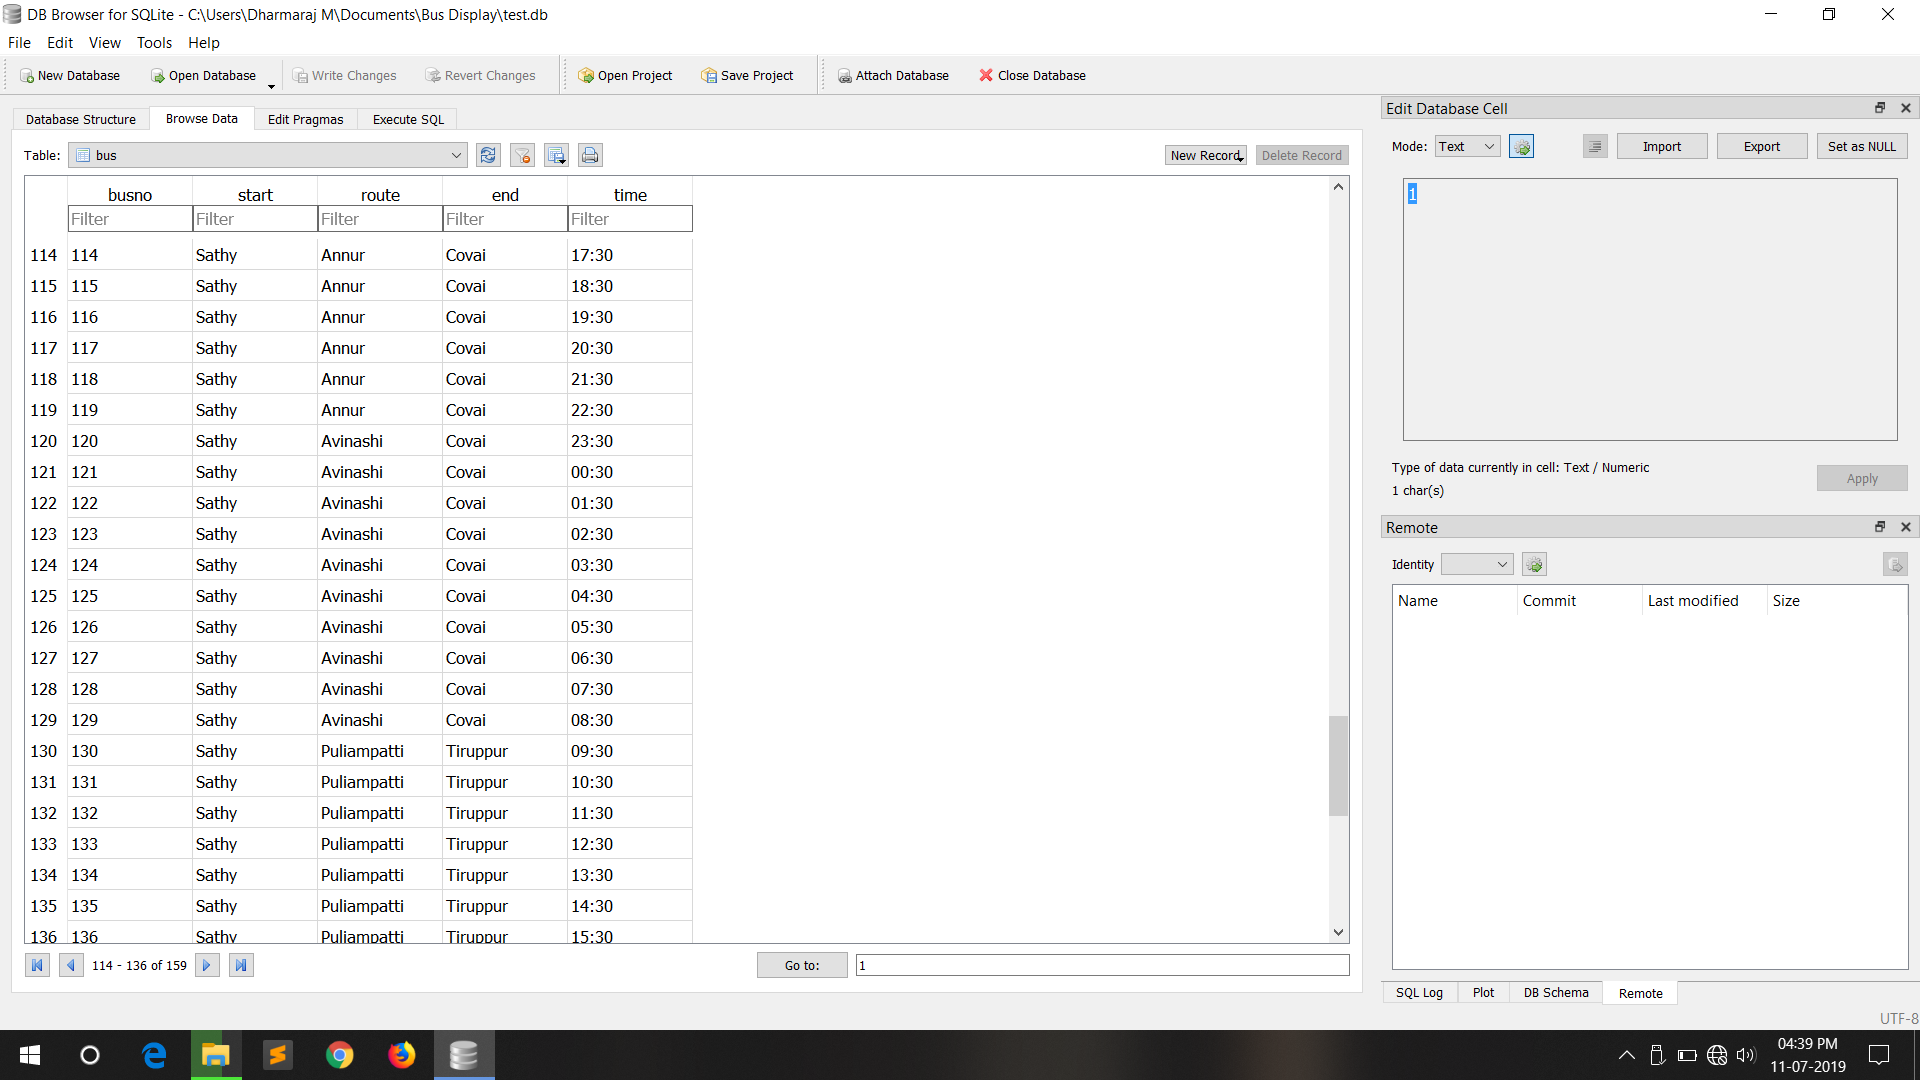 DB Browser for SQLite - C:\Users\Dharmaraj M\Documents\Bus Display\test.db
File Edit View Tools Help
New Database Open Database Write Changes Revert Changes Open Project Save Project Attach Database Close Database
Database Structure Browse Data Edit Pragmas Execute SQL
Table: bus New Record Delete Record
busno start route end time
Filter Filter Filter Filter Filter
114 114 Sathy Annur Covai 17:30
115 115 Sathy Annur Covai 18:30
116 116 Sathy Annur Covai 19:30
117 117 Sathy Annur Covai 20:30
118 118 Sathy Annur Covai 21:30
119 119 Sathy Annur Covai 22:30
120 120 Sathy Avinashi Covai 23:30
121 121 Sathy Avinashi Covai 00:30
122 122 Sathy Avinashi Covai 01:30
123 123 Sathy Avinashi Covai 02:30
124 124 Sathy Avinashi Covai 03:30
125 125 Sathy Avinashi Covai 04:30
126 126 Sathy Avinashi Covai 05:30
127 127 Sathy Avinashi Covai 06:30
128 128 Sathy Avinashi Covai 07:30
129 129 Sathy Avinashi Covai 08:30
130 130 Sathy Puliampatti Tiruppur 09:30
131 131 Sathy Puliampatti Tiruppur 10:30
132 132 Sathy Puliampatti Tiruppur 11:30
133 133 Sathy Puliampatti Tiruppur 12:30
134 134 Sathy Puliampatti Tiruppur 13:30
135 135 Sathy Puliampatti Tiruppur 14:30
136 136 Sathy Puliampatti Tiruppur 15:30
114 - 136 of 159 Go to: 1
Edit Database Cell
Mode: Text Import Export Set as NULL
1
Type of data currently in cell: Text / Numeric
1 char(s)
Apply
Remote
Identity
Name Commit Last modified Size
SQL Log Plot DB Schema Remote
UTF-8
04:39 PM
11-07-2019